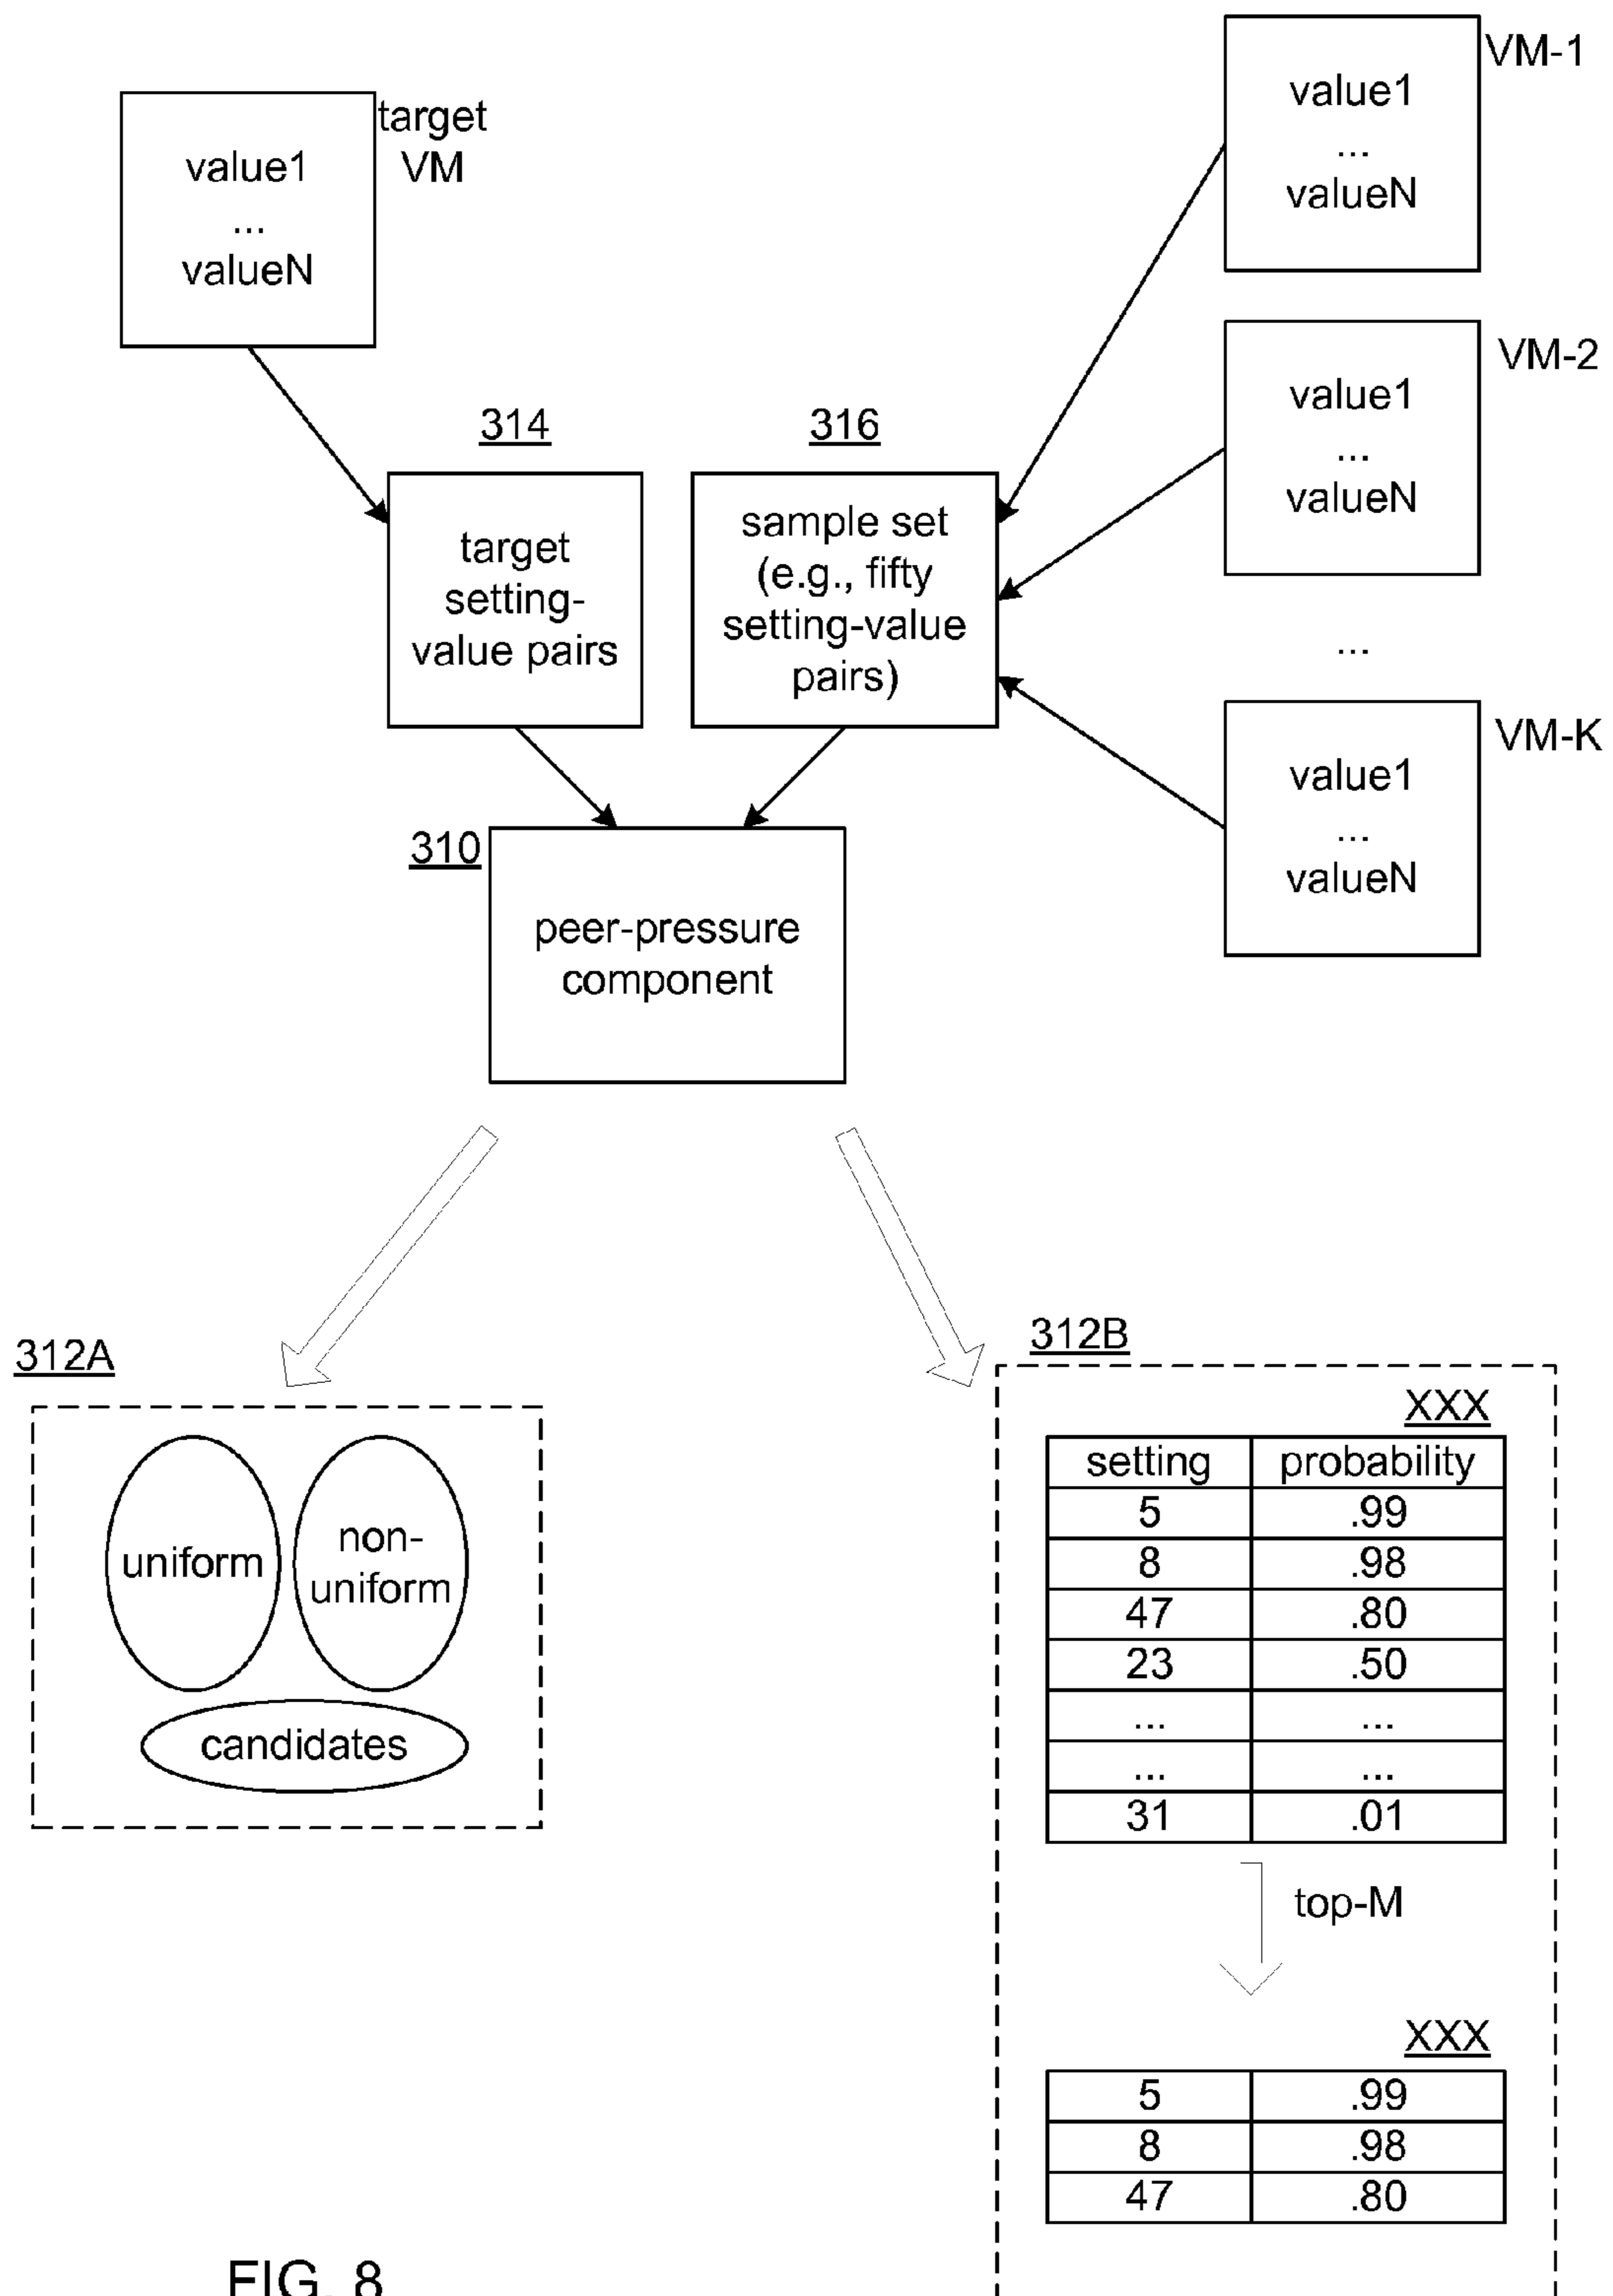 VM-1
value1
...
valueN
target
VM
value1
...
valueN
VM-2
value1
...
valueN
314
316
target
setting-
value pairs
sample set
(e.g., fifty
setting-value
pairs)
...
VM-K
value1
...
valueN
310
peer-pressure
component
312A
uniform
non-
uniform
candidates
312B
XXX
setting probability
5 .99
8 .98
47 .80
23 .50
... ...
... ...
31 .01
top-M
XXX
5 .99
8 .98
47 .80
FIG. 8